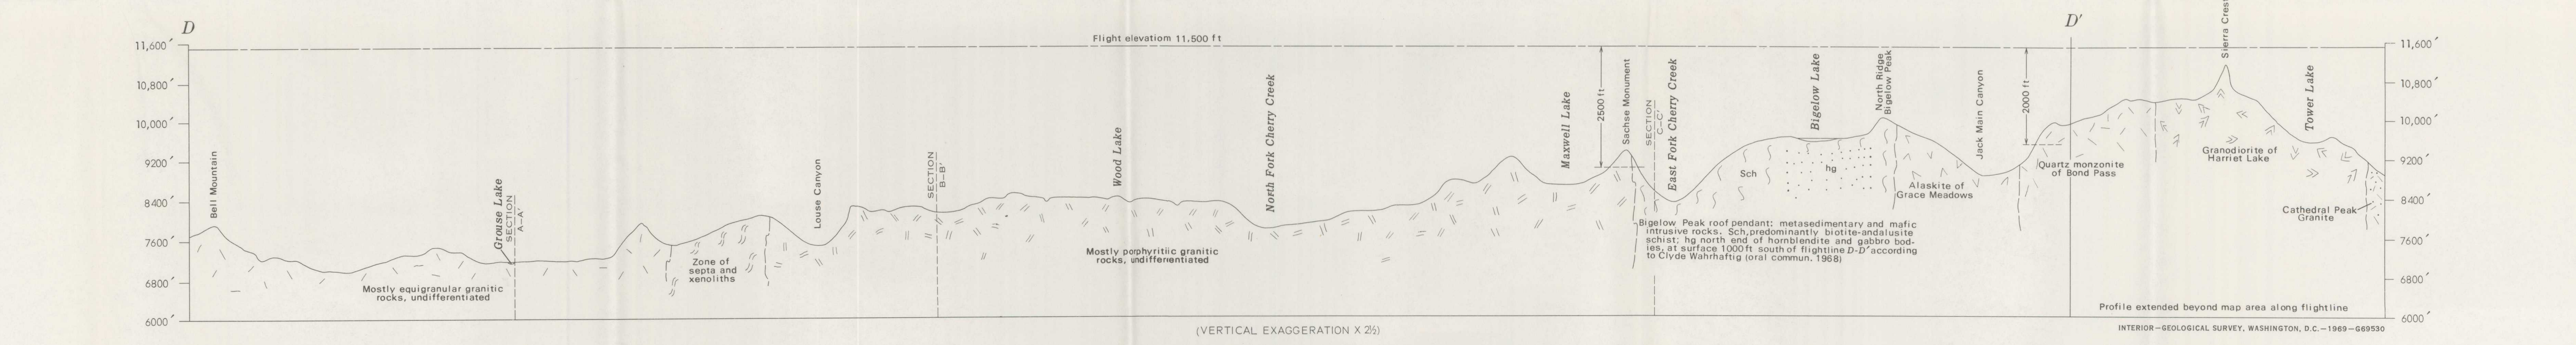 D
D′
Flight elevatiom 11,500 ft
11,600′
10,800′
10,000′
9200′
8400′
7600′
6800′
6000′
Bell Mountain
Grouse Lake
SECTION
A–A′
Mostly equigranular granitic
rocks, undifferentiated
Zone of
septa and
xenoliths
Louse Canyon
SECTION
B–B′
Wood Lake
Mostly porphyritiic granitic
rocks, undifferentiated
North Fork Cherry Creek
Maxwell Lake
2500 ft
Sachse Monument
SECTION
C–C′
East Fork Cherry Creek
Sch
hg
Bigelow Lake
North Ridge
Bigelow Peak
Alaskite of
Grace Meadows
Bigelow Peak roof pendant: metasedimentary and mafic
intrusive rocks. Sch,predominantly biotite-andalusite
schist; hg north end of hornblendite and gabbro bod-
ies, at surface 1000 ft south of flightline D-D′ according
to Clyde Wahrhaftig (oral commun. 1968)
Jack Main Canyon
2000 ft
Quartz monzonite
of Bond Pass
Sierra Crest
Granodiorite of
Harriet Lake
Tower Lake
Cathedral Peak
Granite
11,600′
10,800′
10,000′
9200′
8400′
7600′
6800′
6000′
Profile extended beyond map area along flightline
(VERTICAL EXAGGERATION X 2½)
INTERIOR—GEOLOGICAL SURVEY, WASHINGTON, D.C.—1969—G69530